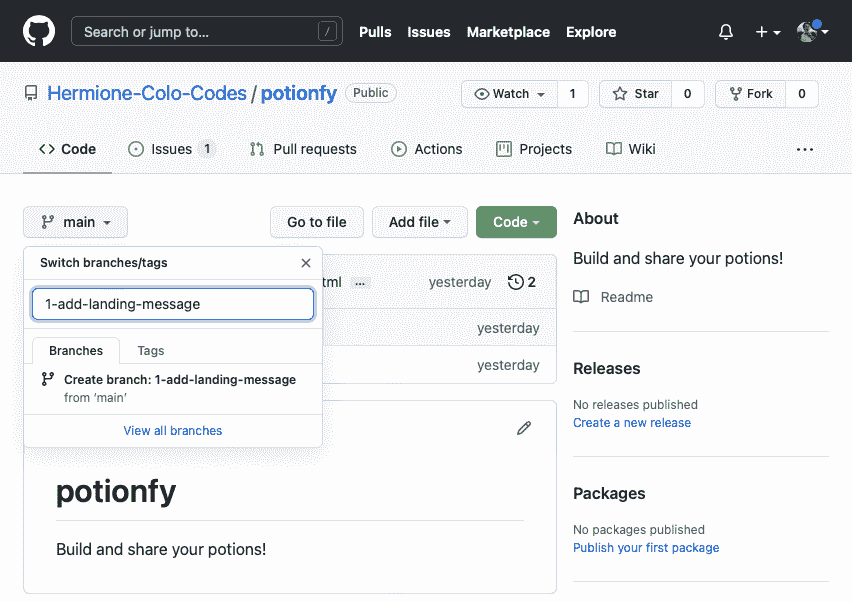 Search or jump to... /
Pulls Issues Marketplace Explore
Hermione-Colo-Codes / potionfy Public
Watch 1 Star 0 Fork 0
Code Issues 1 Pull requests Actions Projects Wiki ...
main Go to file Add file Code
Switch branches/tags
1-add-landing-message
Branches Tags
Create branch: 1-add-landing-message
from ‘main’
View all branches
tml ... yesterday 2
yesterday
yesterday
potionfy
Build and share your potions!
About
Build and share your potions!
Readme
Releases
No releases published
Create a new release
Packages
No packages published
Publish your first package